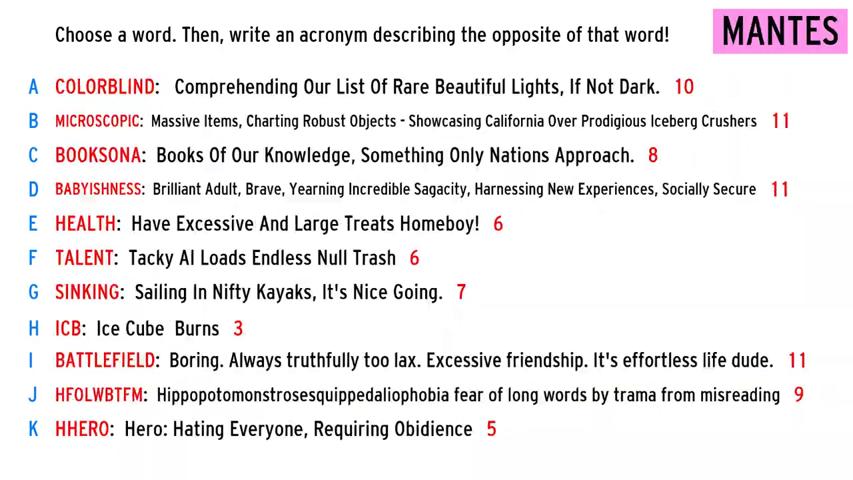 Choose a word. Then, write an acronym describing the opposite of that word!
MANTES
A COLORBLIND: Comprehending Our List Of Rare Beautiful Lights, If Not Dark. 10
B MICROSCOPIC: Massive Items, Charting Robust Objects - Showcasing California Over Prodigious Iceberg Crushers 11
C BOOKSONA: Books Of Our Knowledge, Something Only Nations Approach. 8
D BABYISHNESS: Brilliant Adult, Brave, Yearning Incredible Sagacity, Harnessing New Experiences, Socially Secure 11
E HEALTH: Have Excessive And Large Treats Homeboy! 6
F TALENT: Tacky AI Loads Endless Null Trash 6
G SINKING: Sailing In Nifty Kayaks, It's Nice Going. 7
H ICB: Ice Cube Burns 3
I BATTLEFIELD: Boring. Always truthfully too lax. Excessive friendship. It's effortless life dude. 11
J HFOLWBTFM: Hippopotomonstrosesquippedaliophobia fear of long words by trama from misreading 9
K HHERO: Hero: Hating Everyone, Requiring Obidience 5